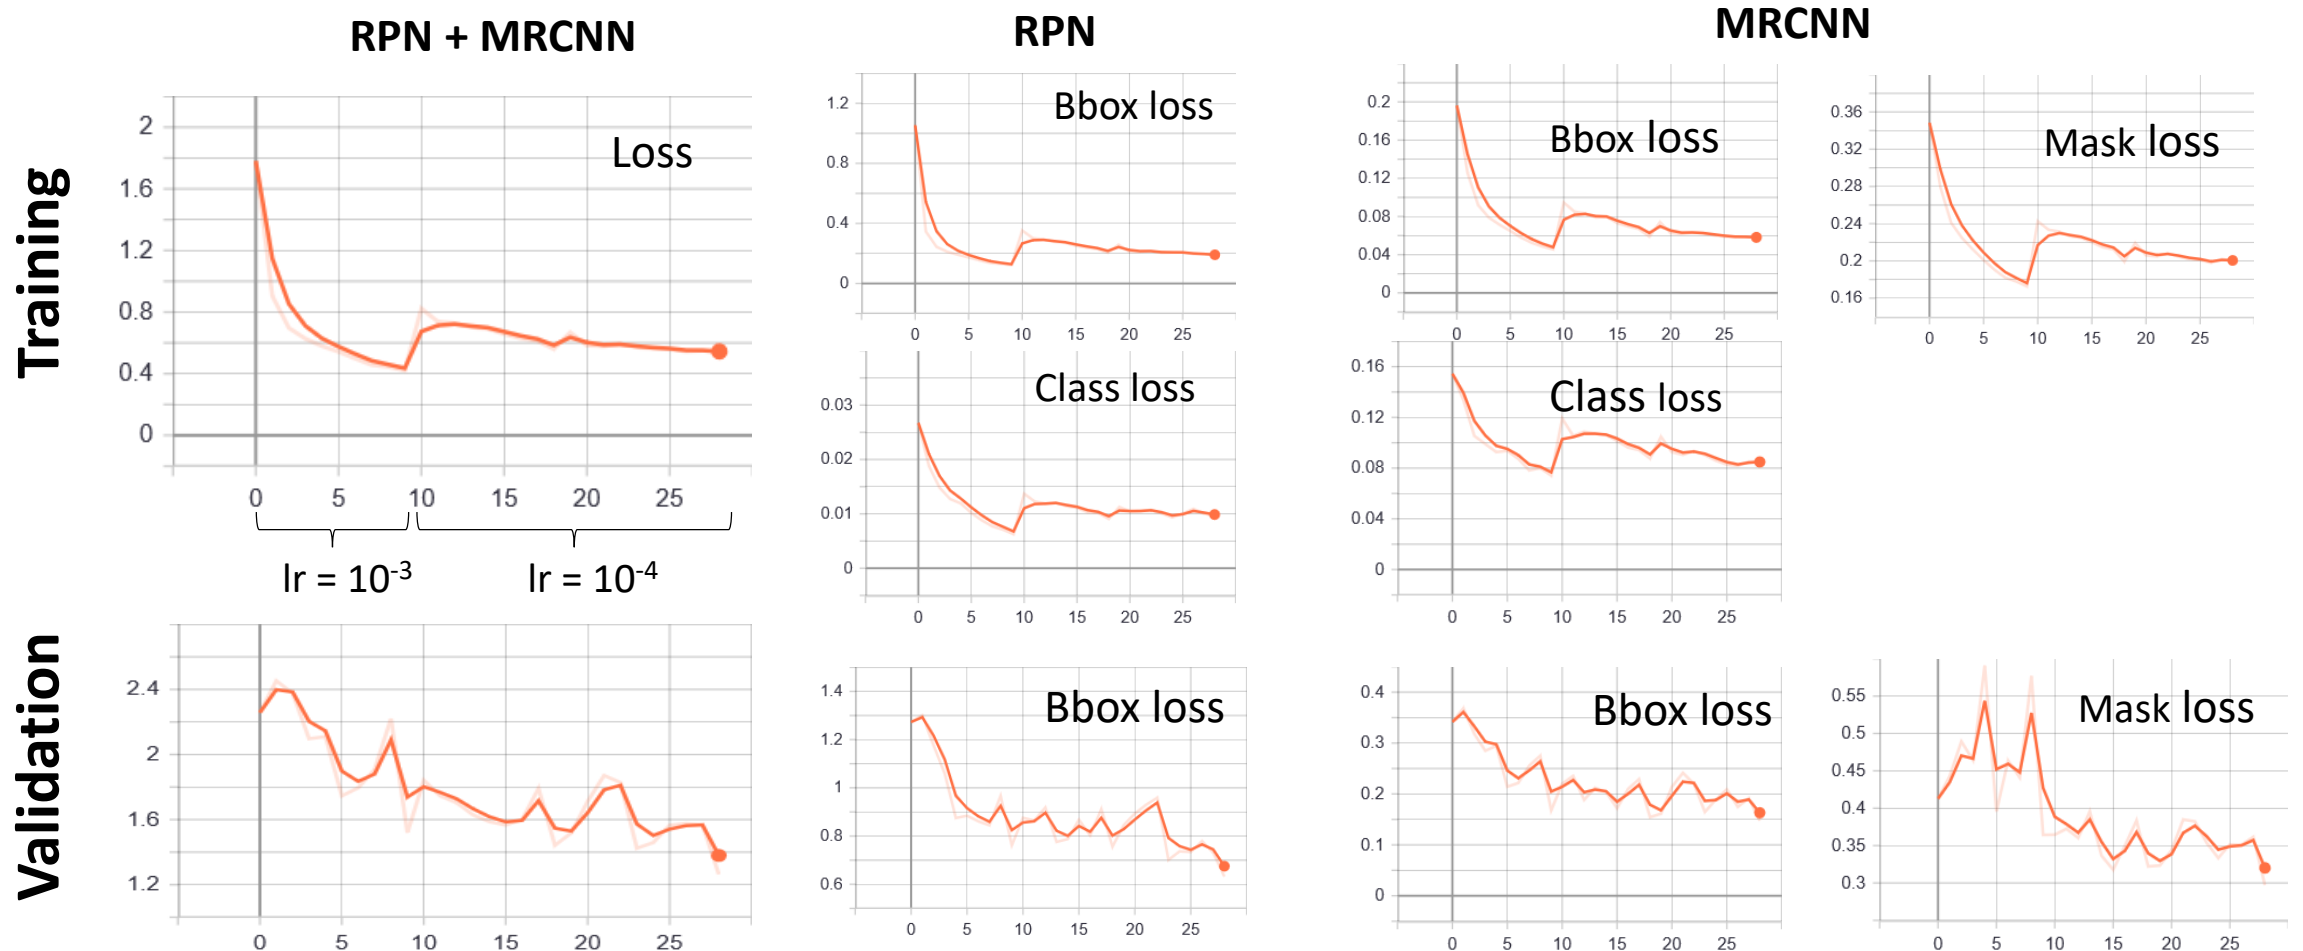 RPN + MRCNN
RPN
MRCNN
Training
Loss
2
1.6
1.2
0.8
0.4
0
0 5 10 15 20 25
lr = 10⁻³
lr = 10⁻⁴
Bbox loss
1.2
0.8
0.4
0
0 5 10 15 20 25
Class loss
0.03
0.02
0.01
0
0 5 10 15 20 25
Bbox loss
0.2
0.16
0.12
0.08
0.04
0
0 5 10 15 20 25
Class loss
0.16
0.12
0.08
0.04
0
0 5 10 15 20 25
Mask loss
0.36
0.32
0.28
0.24
0.2
0.16
0 5 10 15 20 25
Validation
2.4
2
1.6
1.2
0 5 10 15 20 25
Bbox loss
1.4
1.2
1
0.8
0.6
0 5 10 15 20 25
Bbox loss
0.4
0.3
0.2
0.1
0
0 5 10 15 20 25
Mask loss
0.55
0.5
0.45
0.4
0.35
0.3
0 5 10 15 20 25